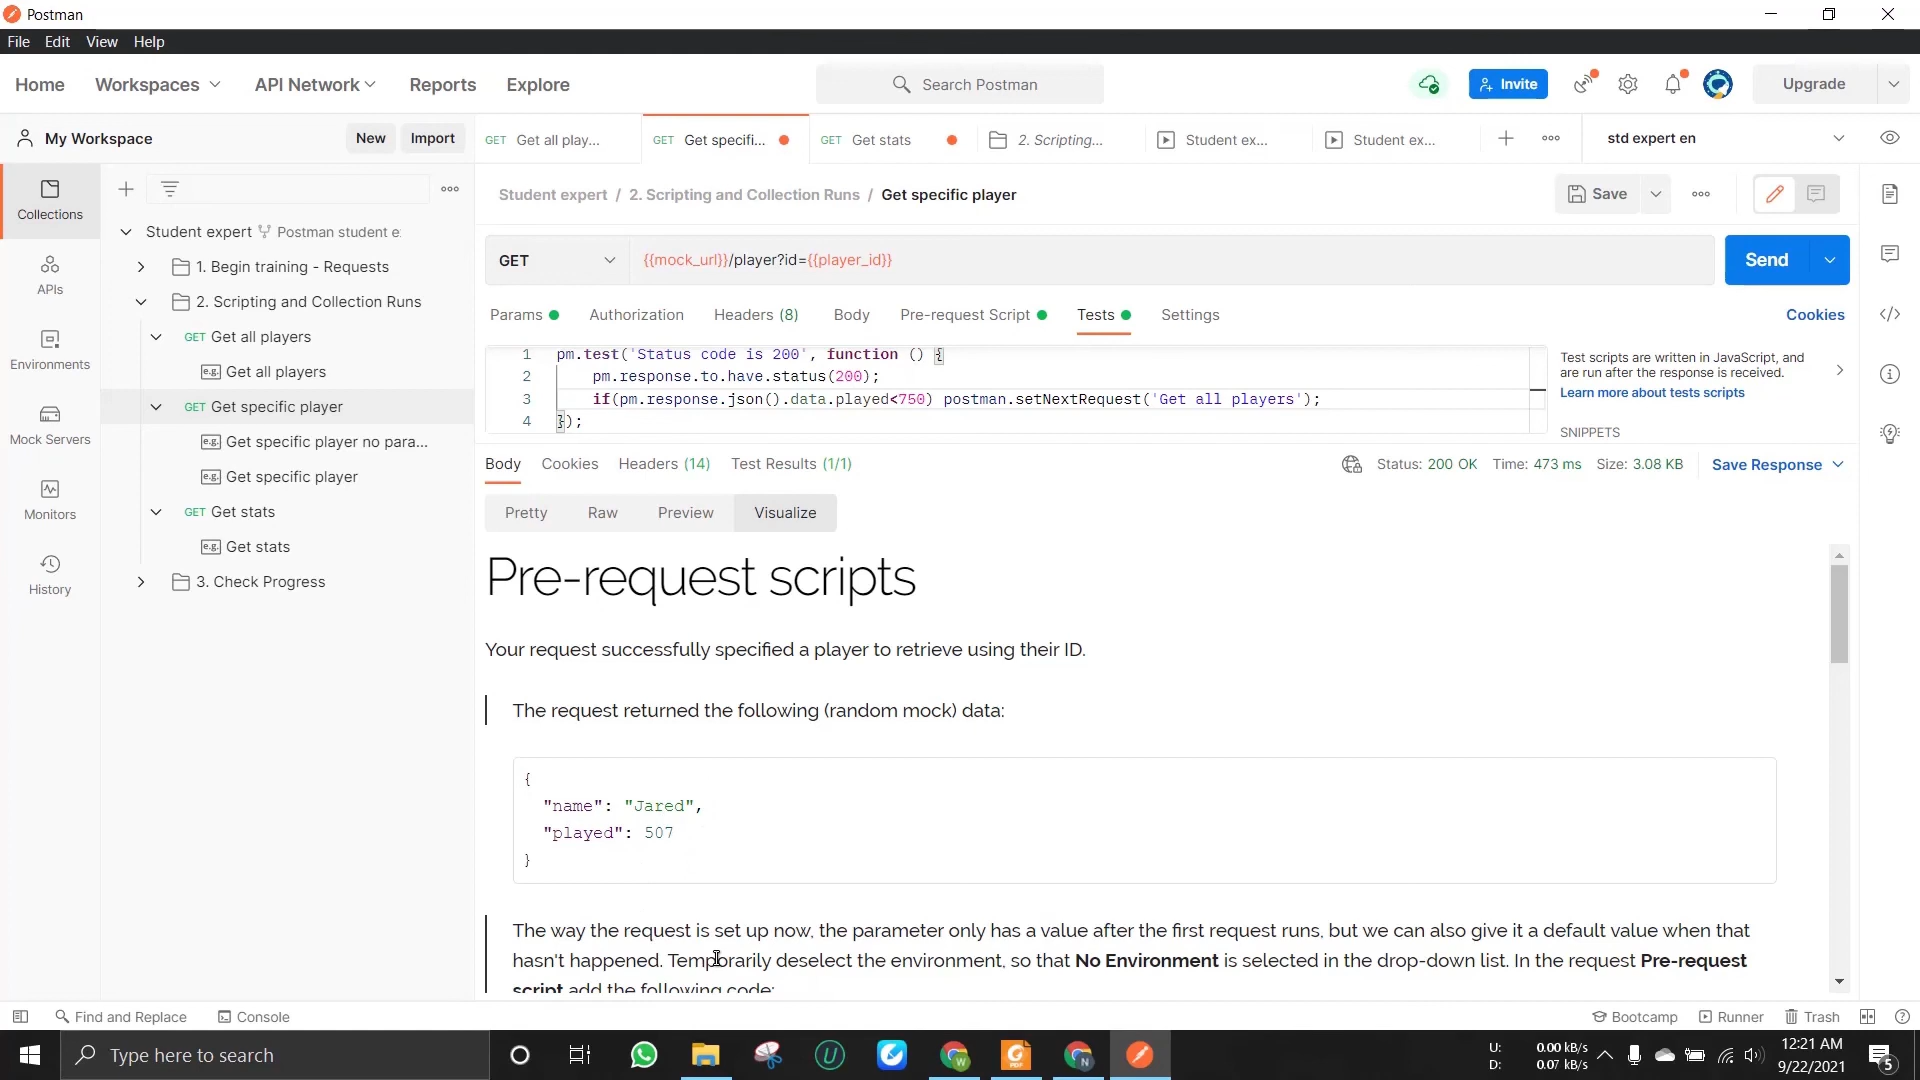 Postman
File Edit View Help
Home Workspaces API Network Reports Explore Search Postman Invite Upgrade
My Workspace New Import
GET Get all play... GET Get specifi... GET Get stats 2. Scripting... Student ex... Student ex... std expert en
Student expert / 2. Scripting and Collection Runs / Get specific player Save
Collections
APIs
Environments
Mock Servers
Monitors
History
Student expert Postman student e
1. Begin training - Requests
2. Scripting and Collection Runs
GET Get all players
e.g. Get all players
GET Get specific player
e.g. Get specific player no para...
e.g. Get specific player
GET Get stats
e.g. Get stats
3. Check Progress
GET {{mock_url}}/player?id={{player_id}} Send
Params Authorization Headers (8) Body Pre-request Script Tests Settings Cookies
1 pm.test('Status code is 200', function () {
2 pm.response.to.have.status(200);
3 if(pm.response.json().data.played<750) postman.setNextRequest('Get all players');
4 });
Test scripts are written in JavaScript, and
are run after the response is received.
Learn more about tests scripts
SNIPPETS
Body Cookies Headers (14) Test Results (1/1) Status: 200 OK Time: 473 ms Size: 3.08 KB Save Response
Pretty Raw Preview Visualize
Pre-request scripts
Your request successfully specified a player to retrieve using their ID.
The request returned the following (random mock) data:
{
"name": "Jared",
"played": 507
}
The way the request is set up now, the parameter only has a value after the first request runs, but we can also give it a default value when that
hasn't happened. Temporarily deselect the environment, so that No Environment is selected in the drop-down list. In the request Pre-request
script add the following code:
Find and Replace Console Bootcamp Runner Trash
Type here to search
U: 0.00 kB/s
D: 0.07 kB/s
12:21 AM
9/22/2021
5